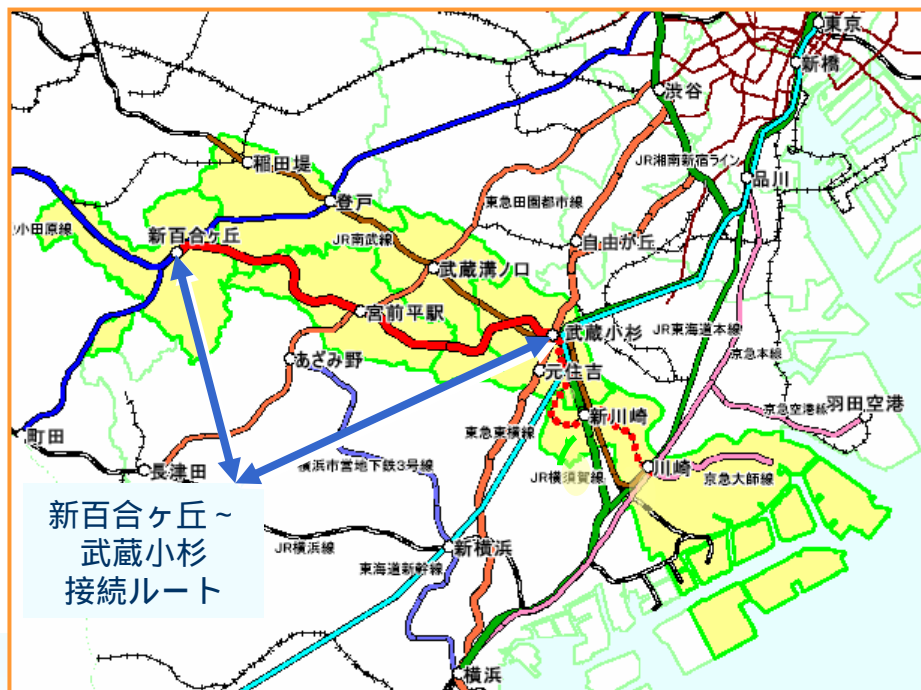 東京
新橋
渋谷
JR湘南新宿ライン
品川
稲田堤
登戸
東急田園都市線
小田原線
新百合ヶ丘
JR南武線
自由が丘
武蔵溝ノ口
宮前平駅
武蔵小杉
JR東海道本線
京急本線
あざみ野
元住吉
羽田空港
京急空港線
新川崎
町田
長津田
東急東横線
横浜市営地下鉄3号線
JR横須賀線
川崎
京急大師線
新百合ヶ丘~
武蔵小杉
接続ルート
JR横浜線
新横浜
東海道新幹線
横浜